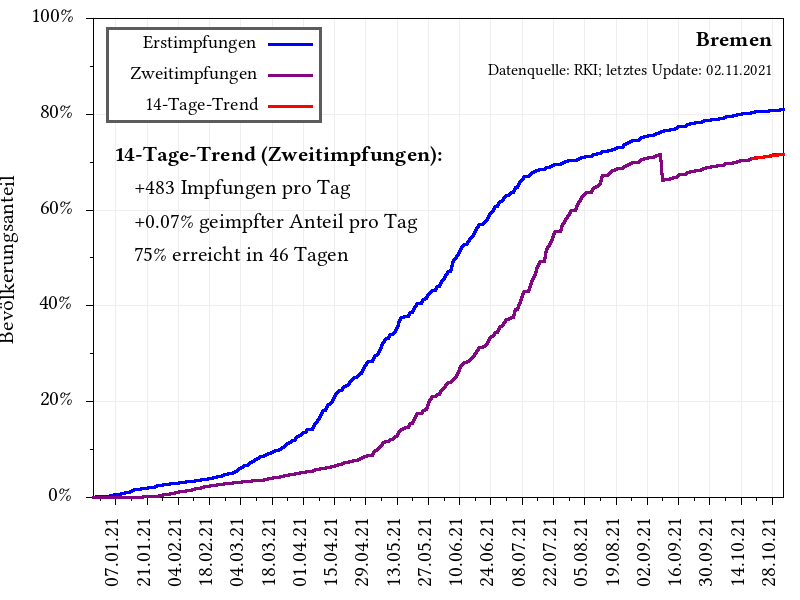 100%
80%
60%
40%
20%
0%
Bevölkerungsanteil
Erstimpfungen
Zweitimpfungen
14-Tage-Trend
Bremen
Datenquelle: RKI; letztes Update: 02.11.2021
14-Tage-Trend (Zweitimpfungen):
+483 Impfungen pro Tag
+0.07% geimpfter Anteil pro Tag
75% erreicht in 46 Tagen
07.01.21
21.01.21
04.02.21
18.02.21
04.03.21
18.03.21
01.04.21
15.04.21
29.04.21
13.05.21
27.05.21
10.06.21
24.06.21
08.07.21
22.07.21
05.08.21
19.08.21
02.09.21
16.09.21
30.09.21
14.10.21
28.10.21